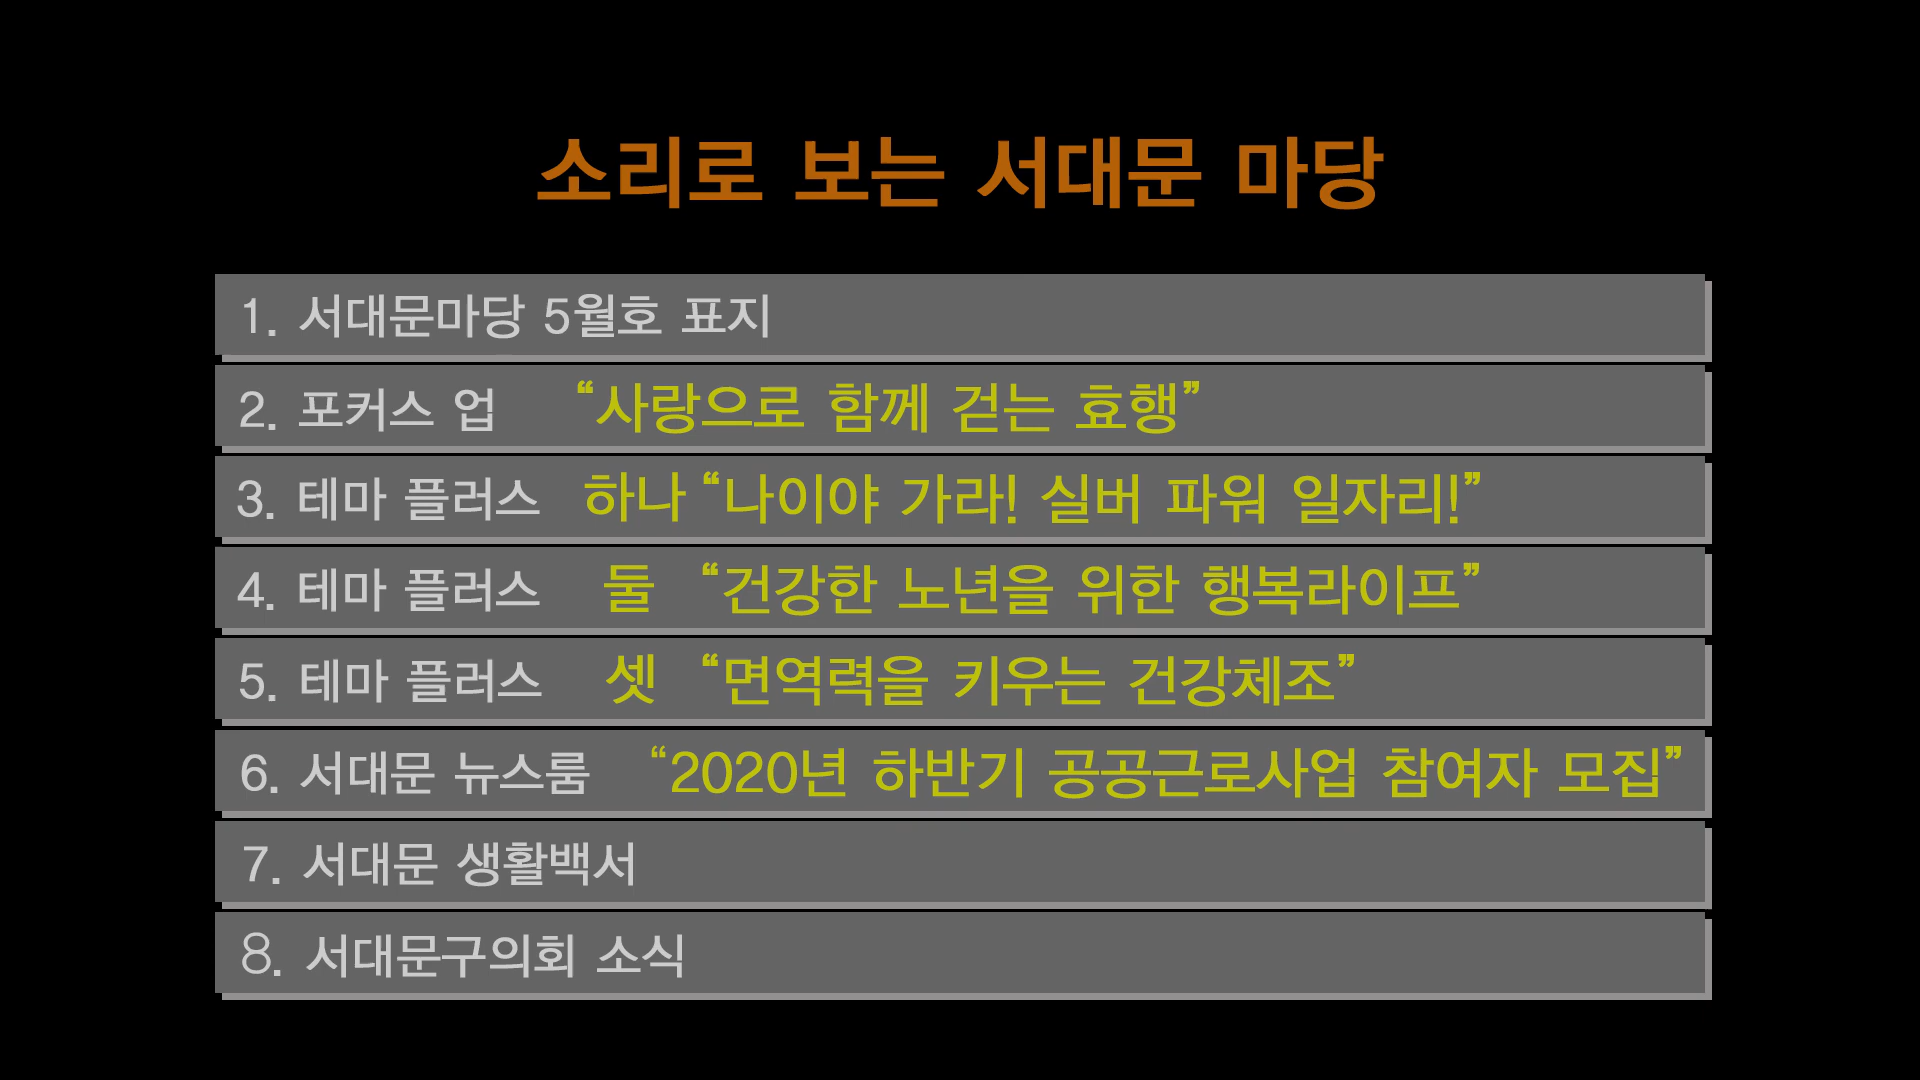 소리로 보는 서대문 마당
1. 서대문마당 5월호 표지
2. 포커스 업 “사랑으로 함께 걷는 효행”
3. 테마 플러스 하나 “나이야 가라! 실버 파워 일자리!”
4. 테마 플러스 둘 “건강한 노년을 위한 행복라이프”
5. 테마 플러스 셋 “면역력을 키우는 건강체조”
6. 서대문 뉴스룸 “2020년 하반기 공공근로사업 참여자 모집”
7. 서대문 생활백서
8. 서대문구의회 소식